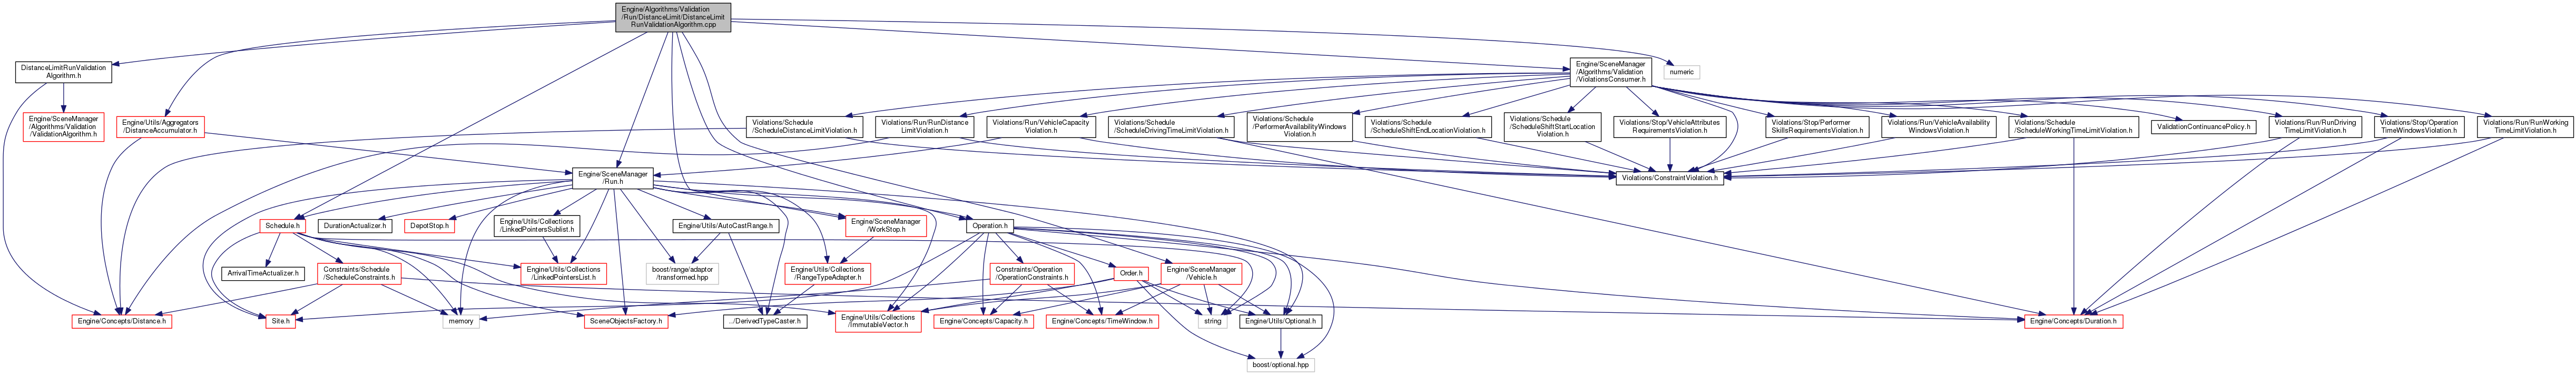 Engine/Algorithms/Validation
/Run/DistanceLimit/DistanceLimit
RunValidationAlgorithm.cpp
DistanceLimitRunValidation
Algorithm.h
Engine/SceneManager
/Algorithms/Validation
/ViolationsConsumer.h
numeric
Engine/SceneManager
/Algorithms/Validation
/ValidationAlgorithm.h
Engine/Utils/Aggregators
/DistanceAccumulator.h
Violations/Schedule
/ScheduleDistanceLimitViolation.h
Violations/Run/RunDistance
LimitViolation.h
Violations/Run/VehicleCapacity
Violation.h
Violations/Schedule
/ScheduleDrivingTimeLimitViolation.h
Violations/Schedule
/PerformerAvailabilityWindows
Violation.h
Violations/Schedule
/ScheduleShiftEndLocationViolation.h
Violations/Schedule
/ScheduleShiftStartLocation
Violation.h
Violations/Stop/VehicleAttributes
RequirementsViolation.h
Violations/Stop/Performer
SkillsRequirementsViolation.h
Violations/Run/VehicleAvailability
WindowsViolation.h
Violations/Schedule
/ScheduleWorkingTimeLimitViolation.h
ValidationContinuancePolicy.h
Violations/Run/RunDriving
TimeLimitViolation.h
Violations/Stop/Operation
TimeWindowsViolation.h
Violations/Run/RunWorking
TimeLimitViolation.h
Engine/SceneManager
/Run.h
Violations/ConstraintViolation.h
Schedule.h
DurationActualizer.h
DepotStop.h
Engine/Utils/Collections
/LinkedPointersSublist.h
Engine/Utils/AutoCastRange.h
Engine/SceneManager
/WorkStop.h
Operation.h
ArrivalTimeActualizer.h
Constraints/Schedule
/ScheduleConstraints.h
Engine/Utils/Collections
/LinkedPointersList.h
boost/range/adaptor
/transformed.hpp
Engine/Utils/Collections
/RangeTypeAdapter.h
Constraints/Operation
/OperationConstraints.h
Order.h
Engine/SceneManager
/Vehicle.h
Engine/Concepts/Distance.h
Site.h
memory
SceneObjectsFactory.h
../DerivedTypeCaster.h
Engine/Utils/Collections
/ImmutableVector.h
Engine/Concepts/Capacity.h
Engine/Concepts/TimeWindow.h
string
Engine/Utils/Optional.h
Engine/Concepts/Duration.h
boost/optional.hpp